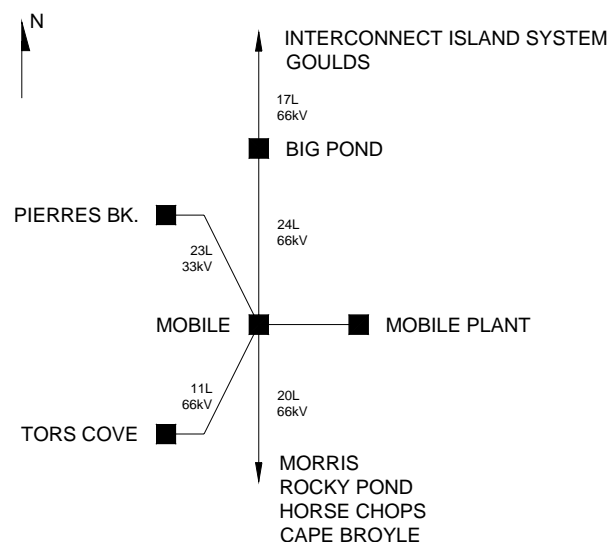 N
INTERCONNECT ISLAND SYSTEM
GOULDS
17L
66kV
BIG POND
PIERRES BK.
24L
66kV
23L
33kV
MOBILE
MOBILE PLANT
11L
66kV
20L
66kV
TORS COVE
MORRIS
ROCKY POND
HORSE CHOPS
CAPE BROYLE